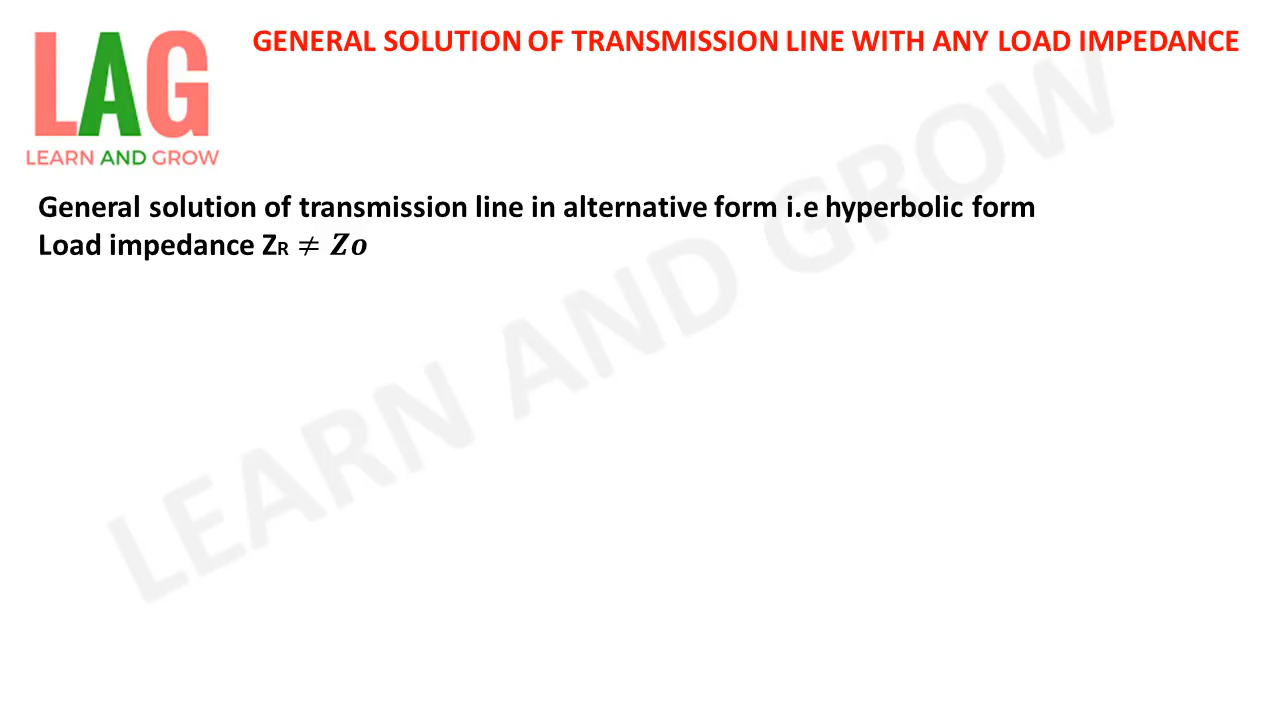 LAG
LEARN AND GROW
GENERAL SOLUTION OF TRANSMISSION LINE WITH ANY LOAD IMPEDANCE
General solution of transmission line in alternative form i.e hyperbolic form
Load impedance ZR ≠ Zo
LEARN AND GROW